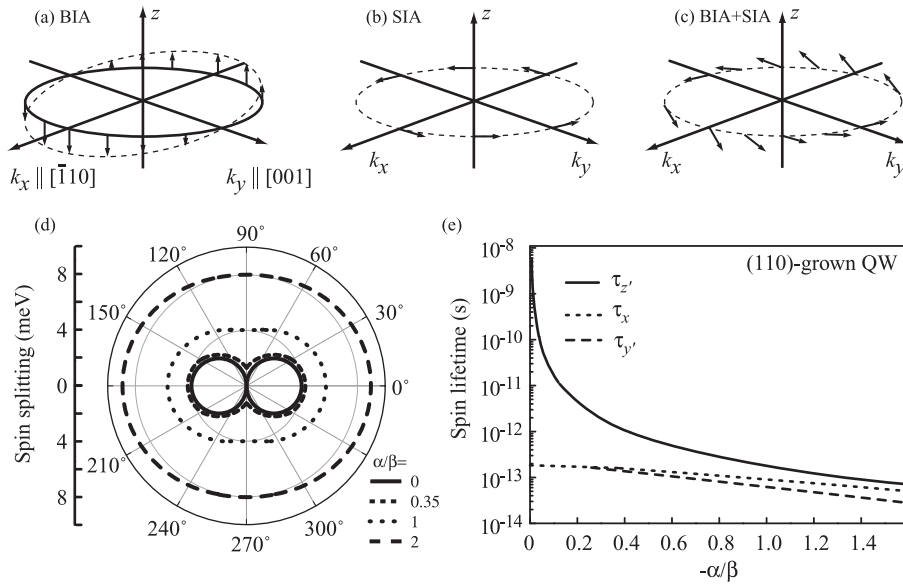 (a) BIA
z
k_x ∥ [1̄10]
k_y ∥ [001]
(b) SIA
z
k_x
k_y
(c) BIA+SIA
z
k_x
k_y
(d)
Spin splitting (meV)
8
4
0
4
8
90°
60°
30°
0°
120°
150°
210°
240°
270°
300°
α/β=
0
0.35
1
2
(e)
(110)-grown QW
τ_z'
τ_x
τ_y'
Spin lifetime (s)
10⁻⁸
10⁻⁹
10⁻¹⁰
10⁻¹¹
10⁻¹²
10⁻¹³
10⁻¹⁴
0 0.2 0.4 0.6 0.8 1.0 1.2 1.4
-α/β